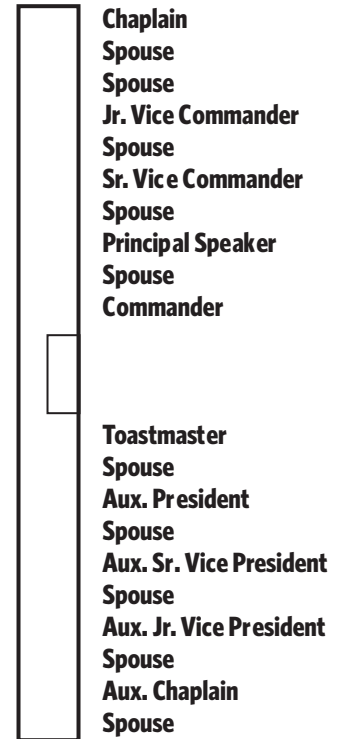 Chaplain
Spouse
Spouse
Jr. Vice Commander
Spouse
Sr. Vice Commander
Spouse
Principal Speaker
Spouse
Commander
Toastmaster
Spouse
Aux. President
Spouse
Aux. Sr. Vice President
Spouse
Aux. Jr. Vice President
Spouse
Aux. Chaplain
Spouse